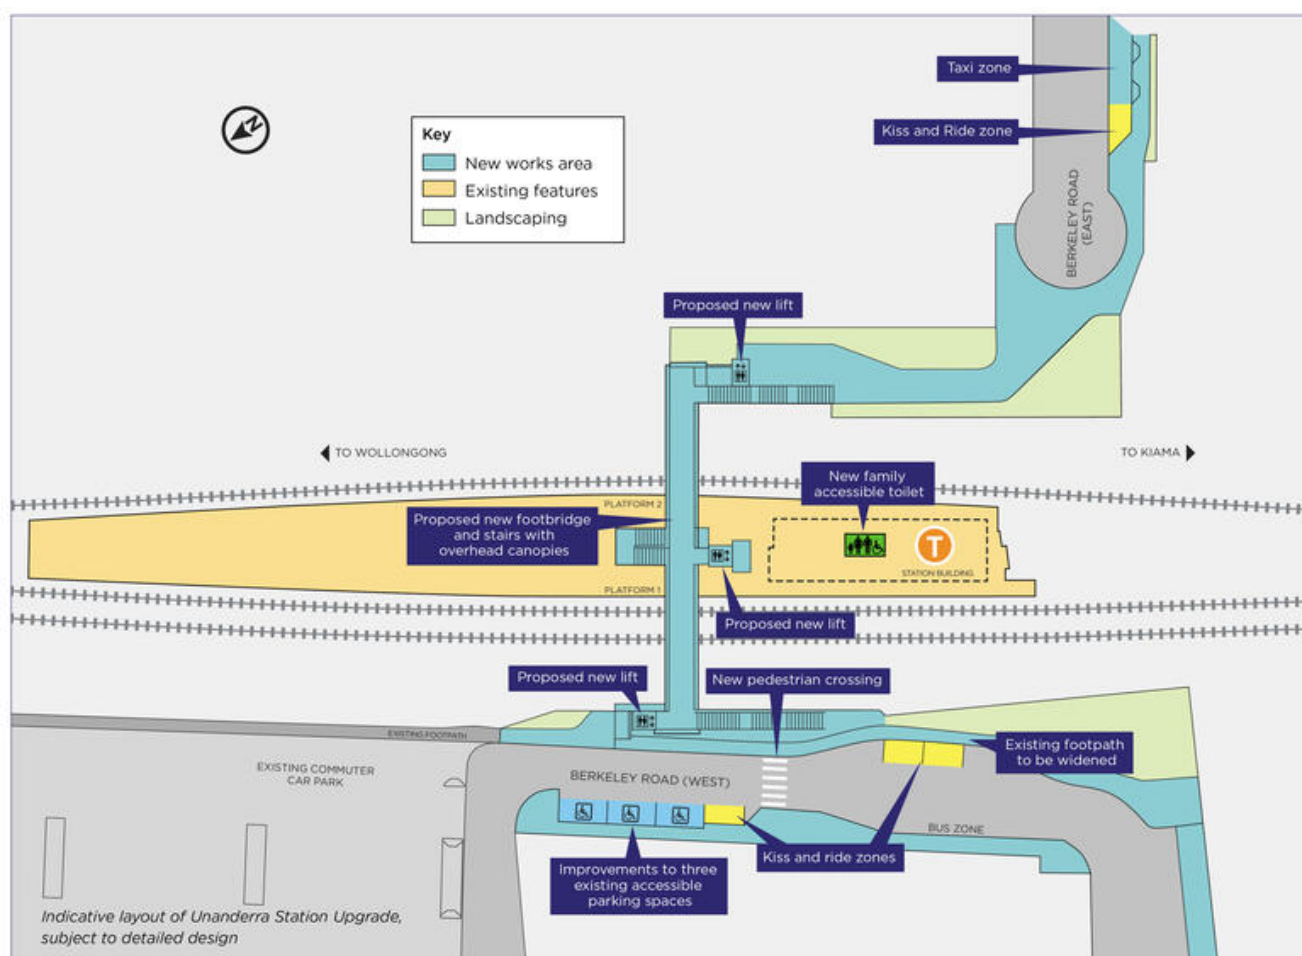 Taxi zone
Kiss and Ride zone
N
Key
New works area
Existing features
Landscaping
BERKELEY ROAD
(EAST)
Proposed new lift
TO WOLLONGONG
TO KIAMA
New family
accessible toilet
PLATFORM 2
Proposed new footbridge
and stairs with
overhead canopies
T
STATION BUILDING
PLATFORM 1
Proposed new lift
Proposed new lift
New pedestrian crossing
EXISTING FOOTPATH
Existing footpath
to be widened
EXISTING COMMUTER
CAR PARK
BERKELEY ROAD (WEST)
BUS ZONE
Kiss and ride zones
Improvements to three
existing accessible
parking spaces
Indicative layout of Unanderra Station Upgrade,
subject to detailed design